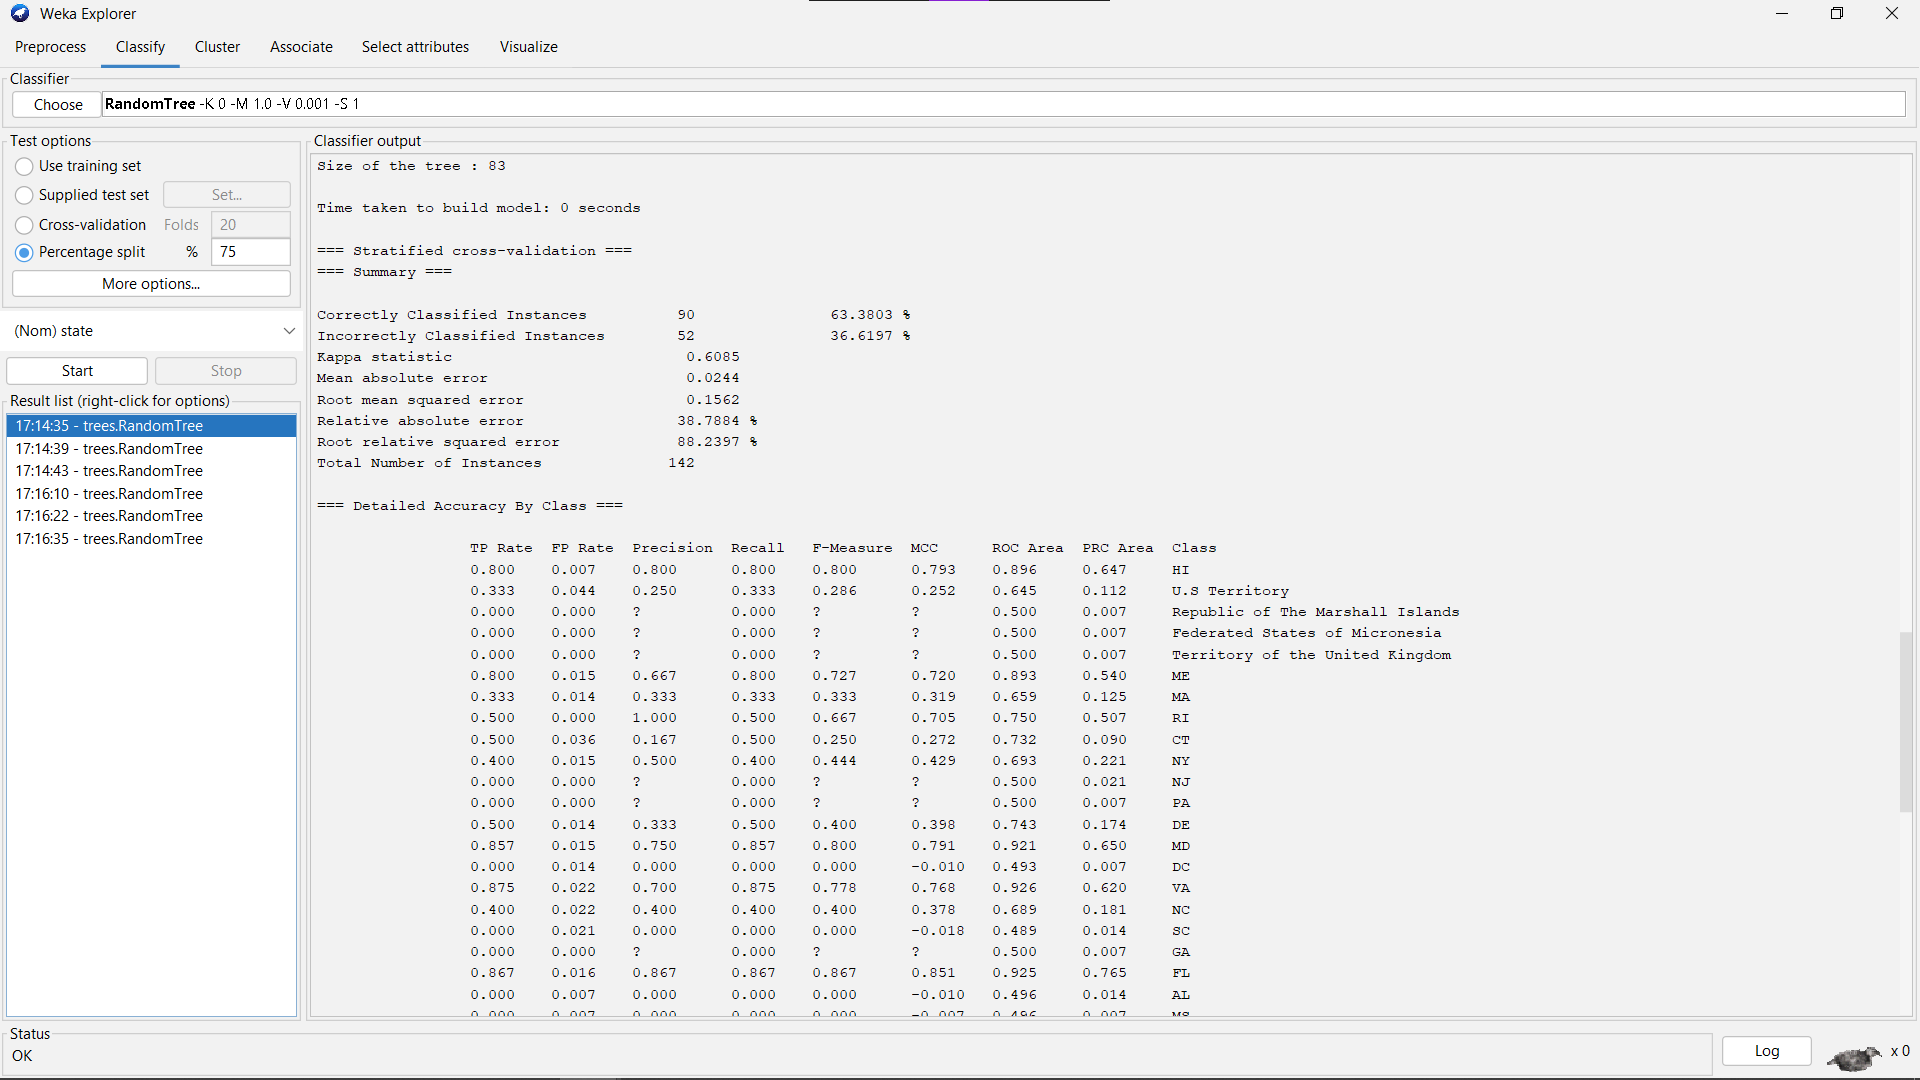 Weka Explorer
Preprocess Classify Cluster Associate Select attributes Visualize
Classifier
Choose RandomTree -K 0 -M 1.0 -V 0.001 -S 1
Test options
Use training set
Supplied test set Set...
Cross-validation Folds 20
Percentage split % 75
More options...
(Nom) state
Start Stop
Result list (right-click for options)
17:14:35 - trees.RandomTree
17:14:39 - trees.RandomTree
17:14:43 - trees.RandomTree
17:16:10 - trees.RandomTree
17:16:22 - trees.RandomTree
17:16:35 - trees.RandomTree
Classifier output
Size of the tree : 83
Time taken to build model: 0 seconds
=== Stratified cross-validation ===
=== Summary ===
Correctly Classified Instances 90 63.3803 %
Incorrectly Classified Instances 52 36.6197 %
Kappa statistic 0.6085
Mean absolute error 0.0244
Root mean squared error 0.1562
Relative absolute error 38.7884 %
Root relative squared error 88.2397 %
Total Number of Instances 142
=== Detailed Accuracy By Class ===
TP Rate FP Rate Precision Recall F-Measure MCC ROC Area PRC Area Class
0.800 0.007 0.800 0.800 0.800 0.793 0.896 0.647 HI
0.333 0.044 0.250 0.333 0.286 0.252 0.645 0.112 U.S Territory
0.000 0.000 ? 0.000 ? ? 0.500 0.007 Republic of The Marshall Islands
0.000 0.000 ? 0.000 ? ? 0.500 0.007 Federated States of Micronesia
0.000 0.000 ? 0.000 ? ? 0.500 0.007 Territory of the United Kingdom
0.800 0.015 0.667 0.800 0.727 0.720 0.893 0.540 ME
0.333 0.014 0.333 0.333 0.333 0.319 0.659 0.125 MA
0.500 0.000 1.000 0.500 0.667 0.705 0.750 0.507 RI
0.500 0.036 0.167 0.500 0.250 0.272 0.732 0.090 CT
0.400 0.015 0.500 0.400 0.444 0.429 0.693 0.221 NY
0.000 0.000 ? 0.000 ? ? 0.500 0.021 NJ
0.000 0.000 ? 0.000 ? ? 0.500 0.007 PA
0.500 0.014 0.333 0.500 0.400 0.398 0.743 0.174 DE
0.857 0.015 0.750 0.857 0.800 0.791 0.921 0.650 MD
0.000 0.014 0.000 0.000 0.000 -0.010 0.493 0.007 DC
0.875 0.022 0.700 0.875 0.778 0.768 0.926 0.620 VA
0.400 0.022 0.400 0.400 0.400 0.378 0.689 0.181 NC
0.000 0.021 0.000 0.000 0.000 -0.018 0.489 0.014 SC
0.000 0.000 ? 0.000 ? ? 0.500 0.007 GA
0.867 0.016 0.867 0.867 0.867 0.851 0.925 0.765 FL
0.000 0.007 0.000 0.000 0.000 -0.010 0.496 0.014 AL
0.000 0.007 0.000 0.000 0.000 -0.007 0.496 0.007 MS
Status
OK
Log
x 0